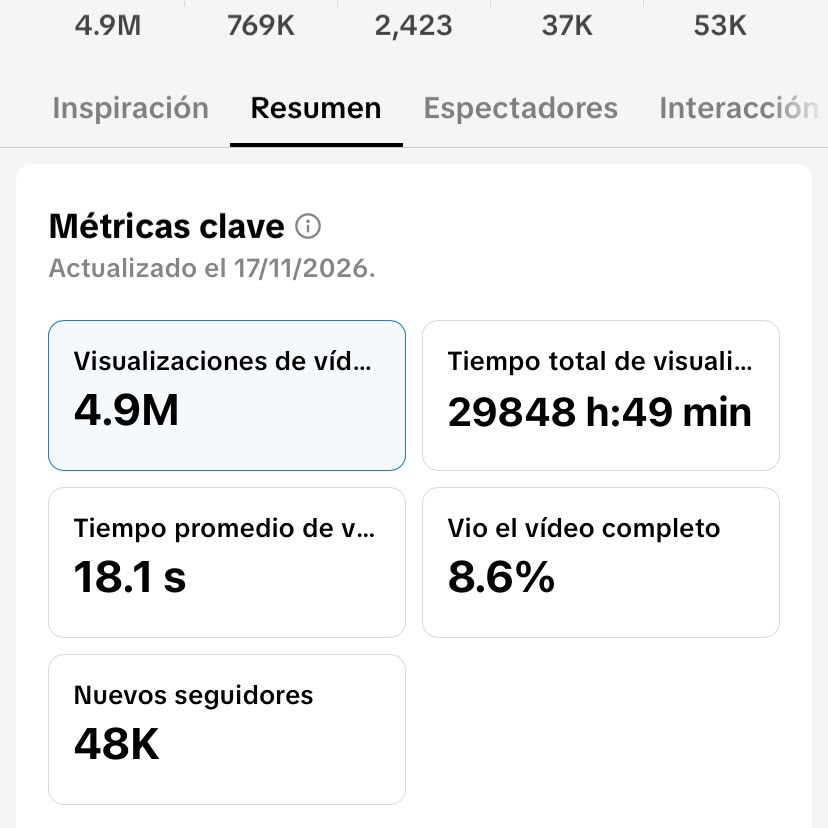 4.9M 769K 2,423 37K 53K
Inspiración Resumen Espectadores Interacción
Métricas clave
Actualizado el 17/11/2026.
Visualizaciones de víd...
4.9M
Tiempo total de visuali...
29848 h:49 min
Tiempo promedio de v...
18.1 s
Vio el vídeo completo
8.6%
Nuevos seguidores
48K